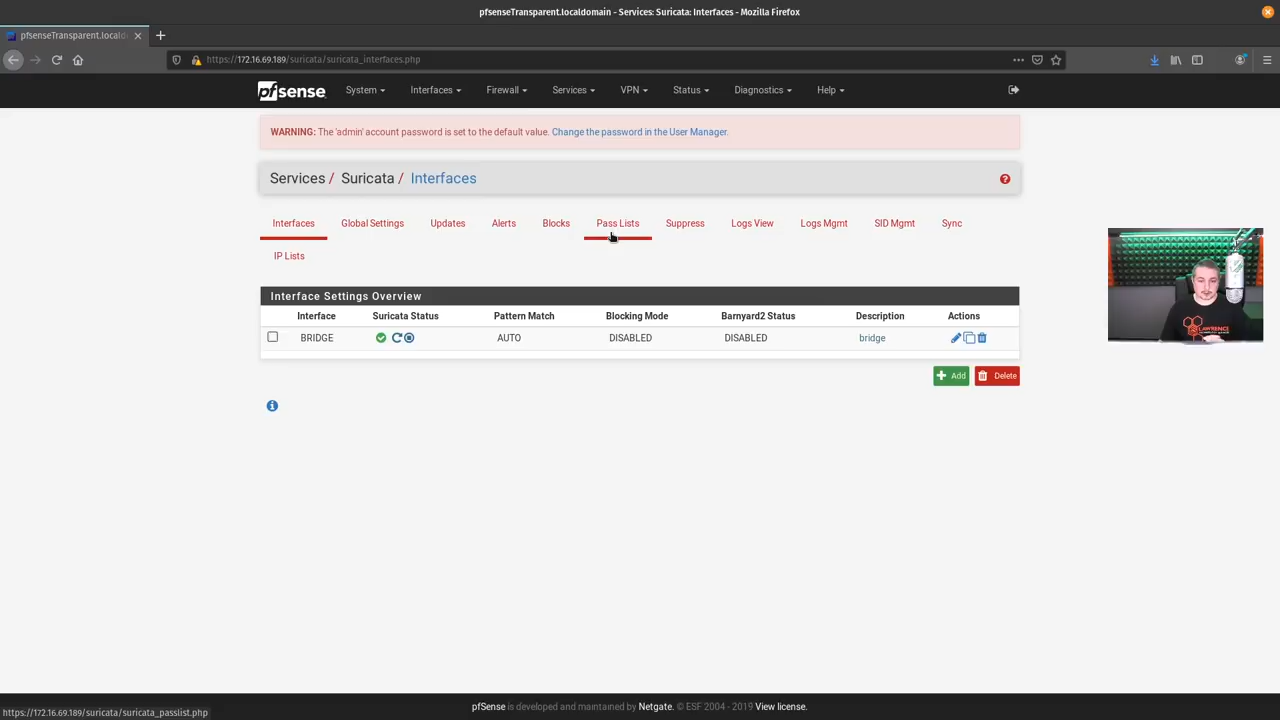 pfsenseTransparent.localdomain - Services: Suricata: Interfaces - Mozilla Firefox
pfsenseTransparent.locald
https://172.16.69.189/suricata/suricata_interfaces.php
pfsense System Interfaces Firewall Services VPN Status Diagnostics Help
WARNING: The 'admin' account password is set to the default value. Change the password in the User Manager.
Services / Suricata / Interfaces
Interfaces Global Settings Updates Alerts Blocks Pass Lists Suppress Logs View Logs Mgmt SID Mgmt Sync
IP Lists
Interface Settings Overview
Interface Suricata Status Pattern Match Blocking Mode Barnyard2 Status Description Actions
BRIDGE AUTO DISABLED DISABLED bridge
Add Delete
pfSense is developed and maintained by Netgate. © ESF 2004 - 2019 View license.
https://172.16.69.189/suricata/suricata_passlist.php